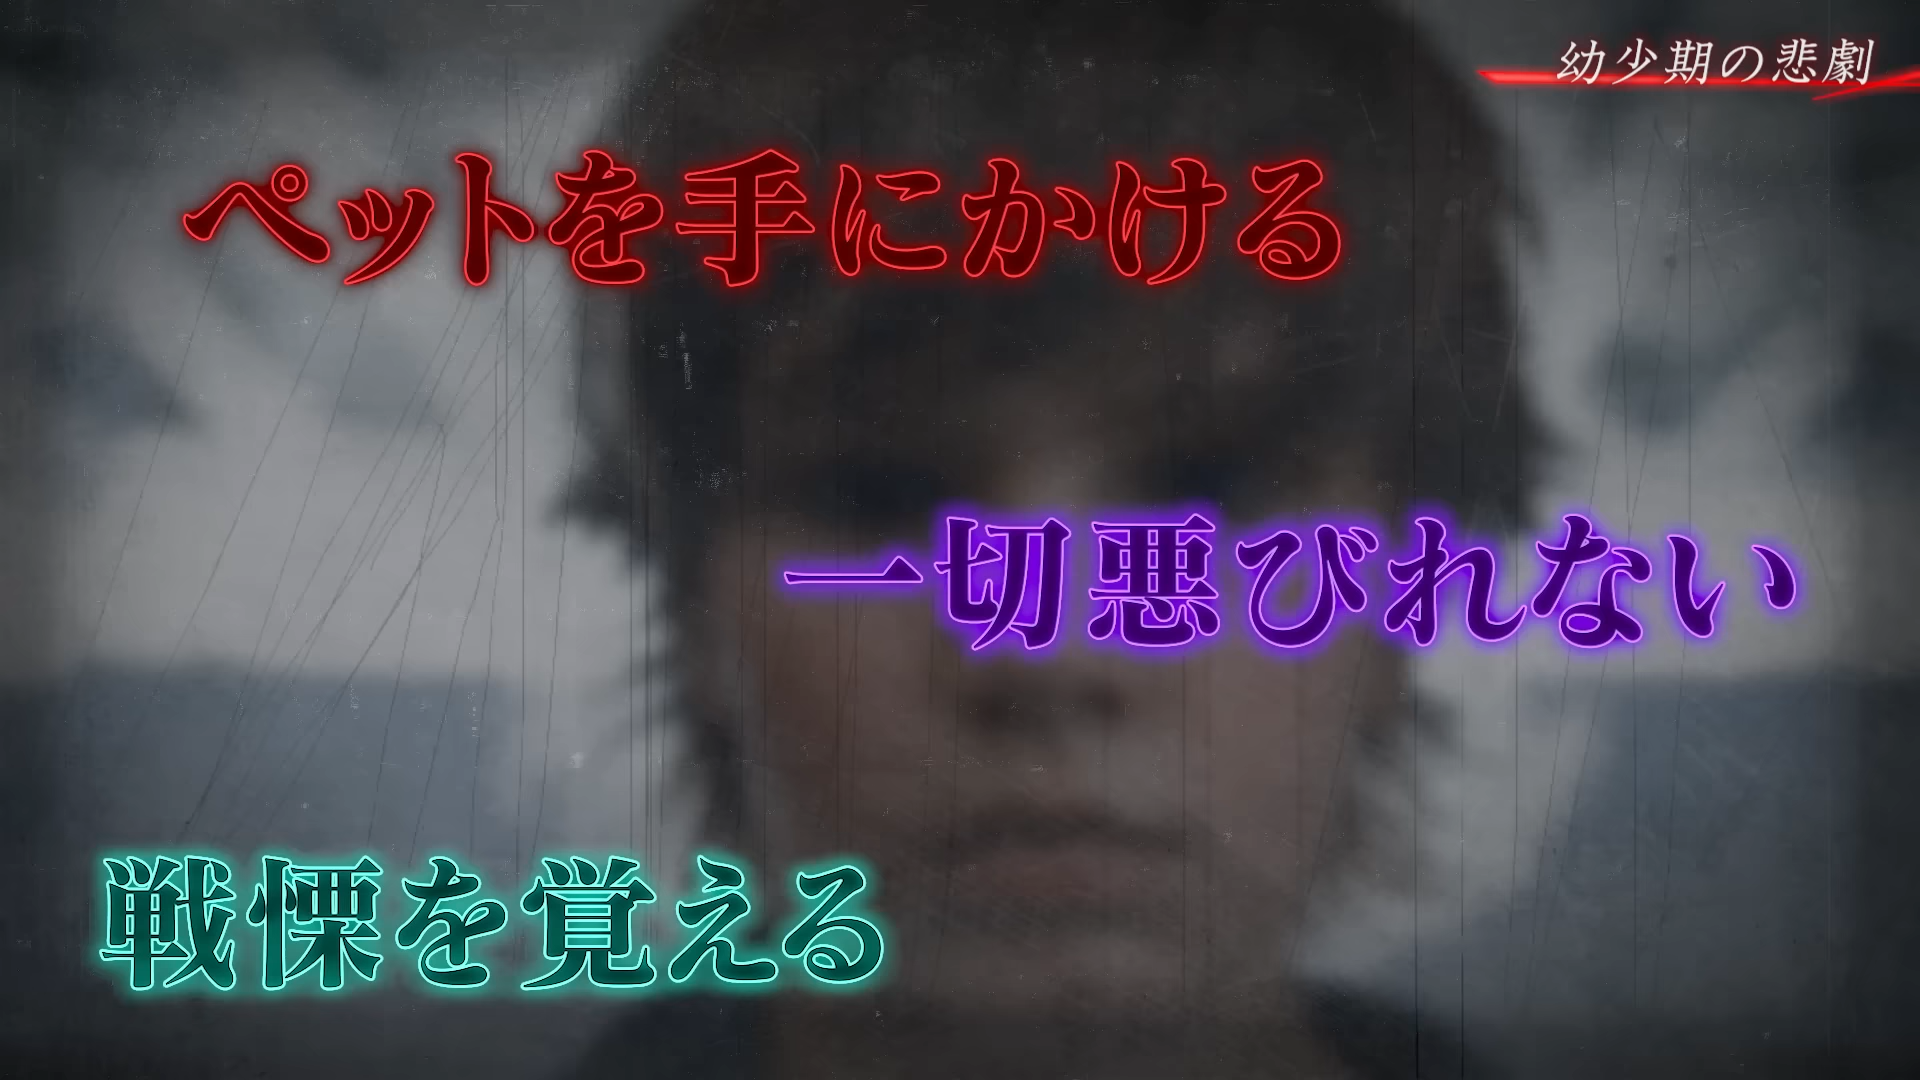 幼少期の悲劇
ペットを手にかける
一切悪びれない
戦慄を覚える